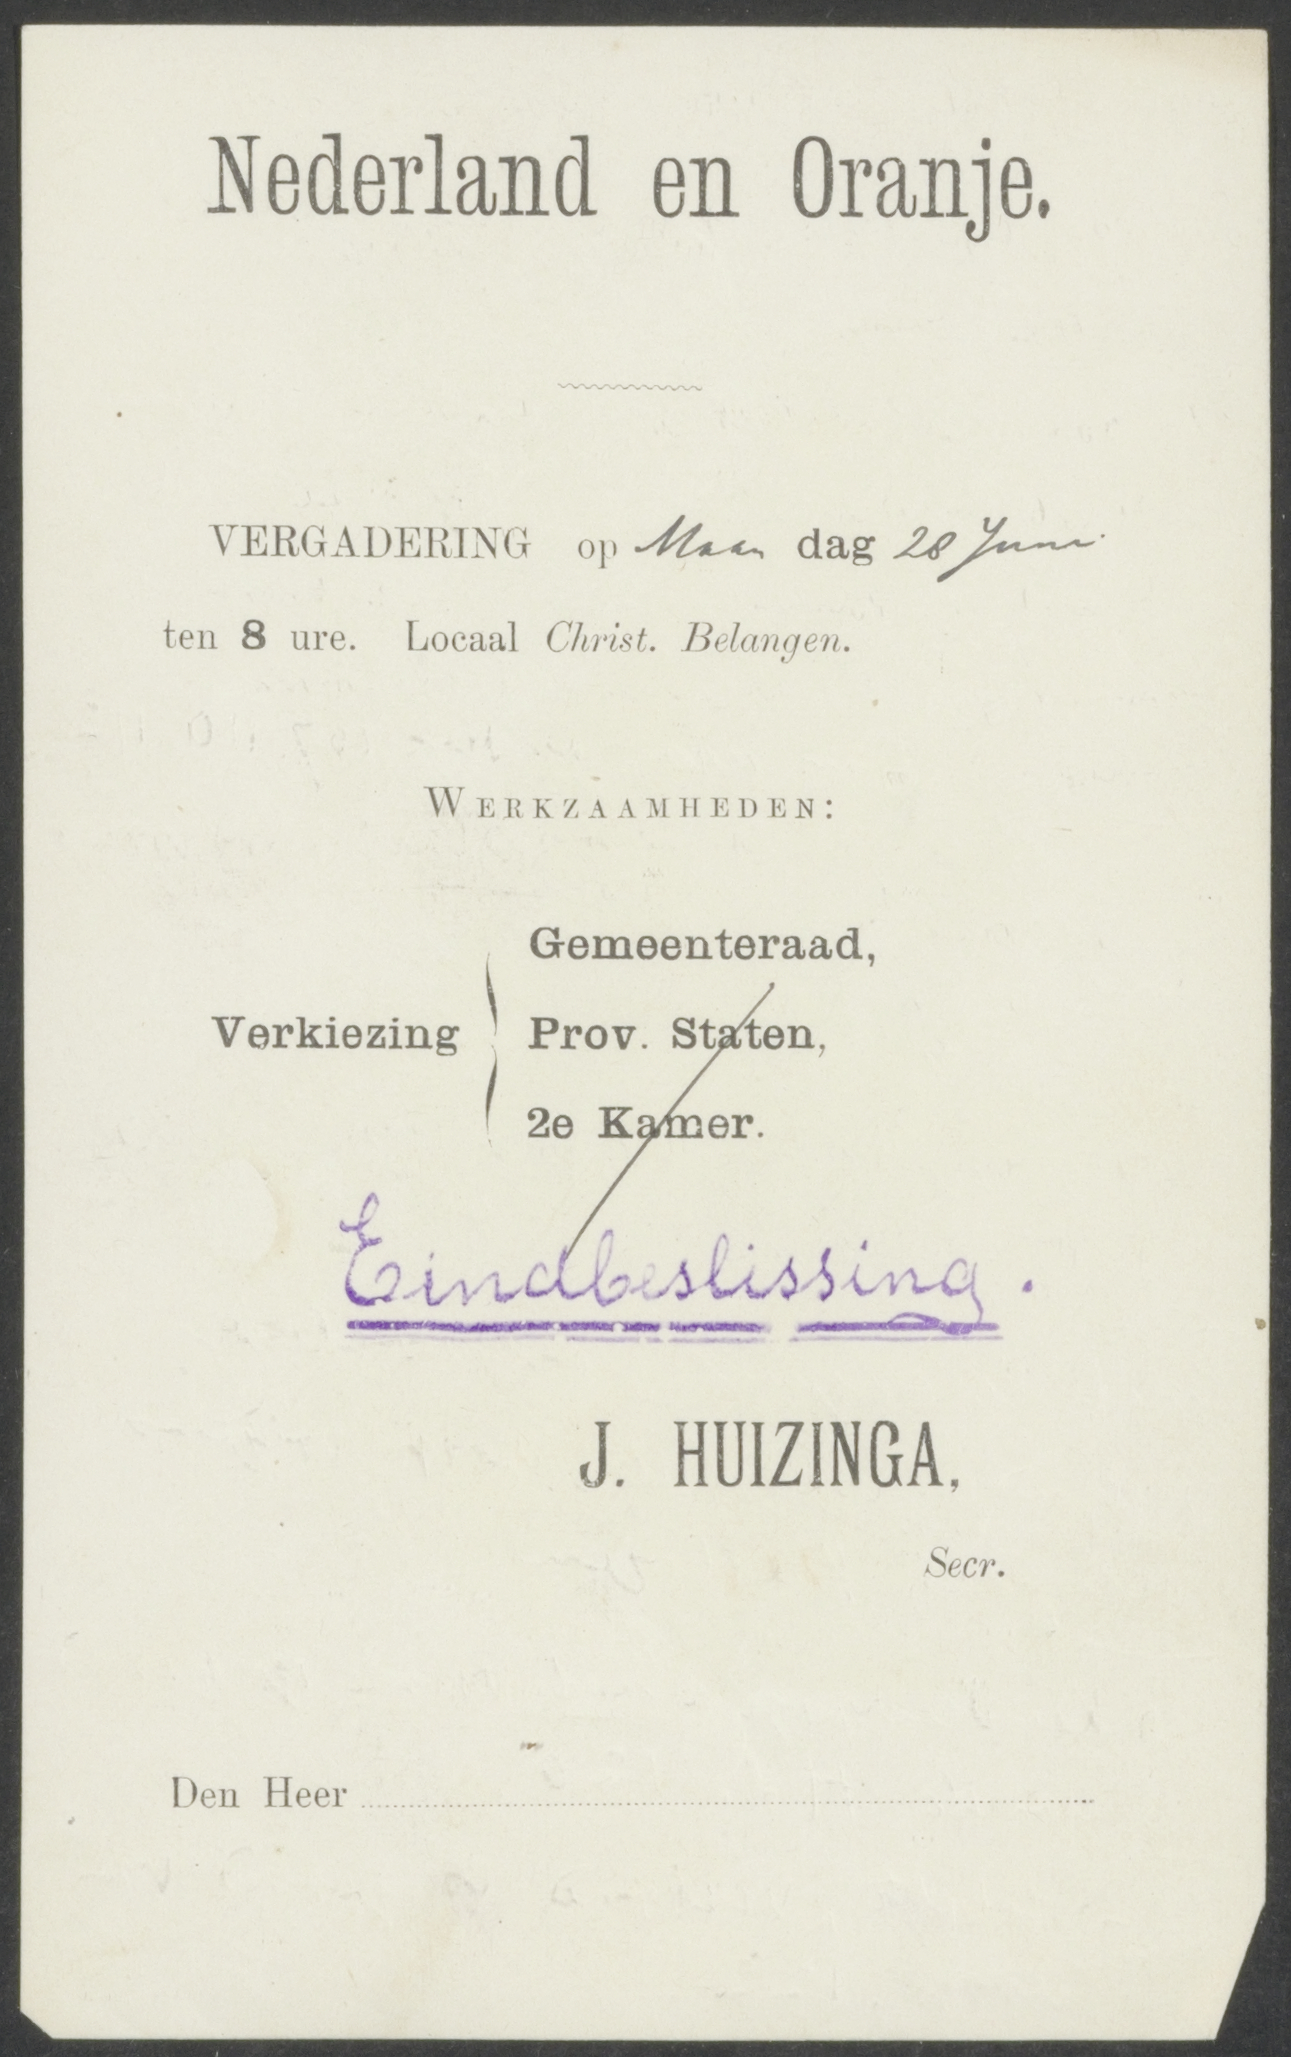 Nederland en Oranje.
VERGADERING op Maan dag 28 Juni
ten 8 ure. Locaal Christ. Belangen.
WERKZAAMHEDEN:
Gemeenteraad,
Verkiezing
Prov. Staten,
2e Kamer.
Eindbeslissing.
J. HUIZINGA,
Secr.
Den Heer